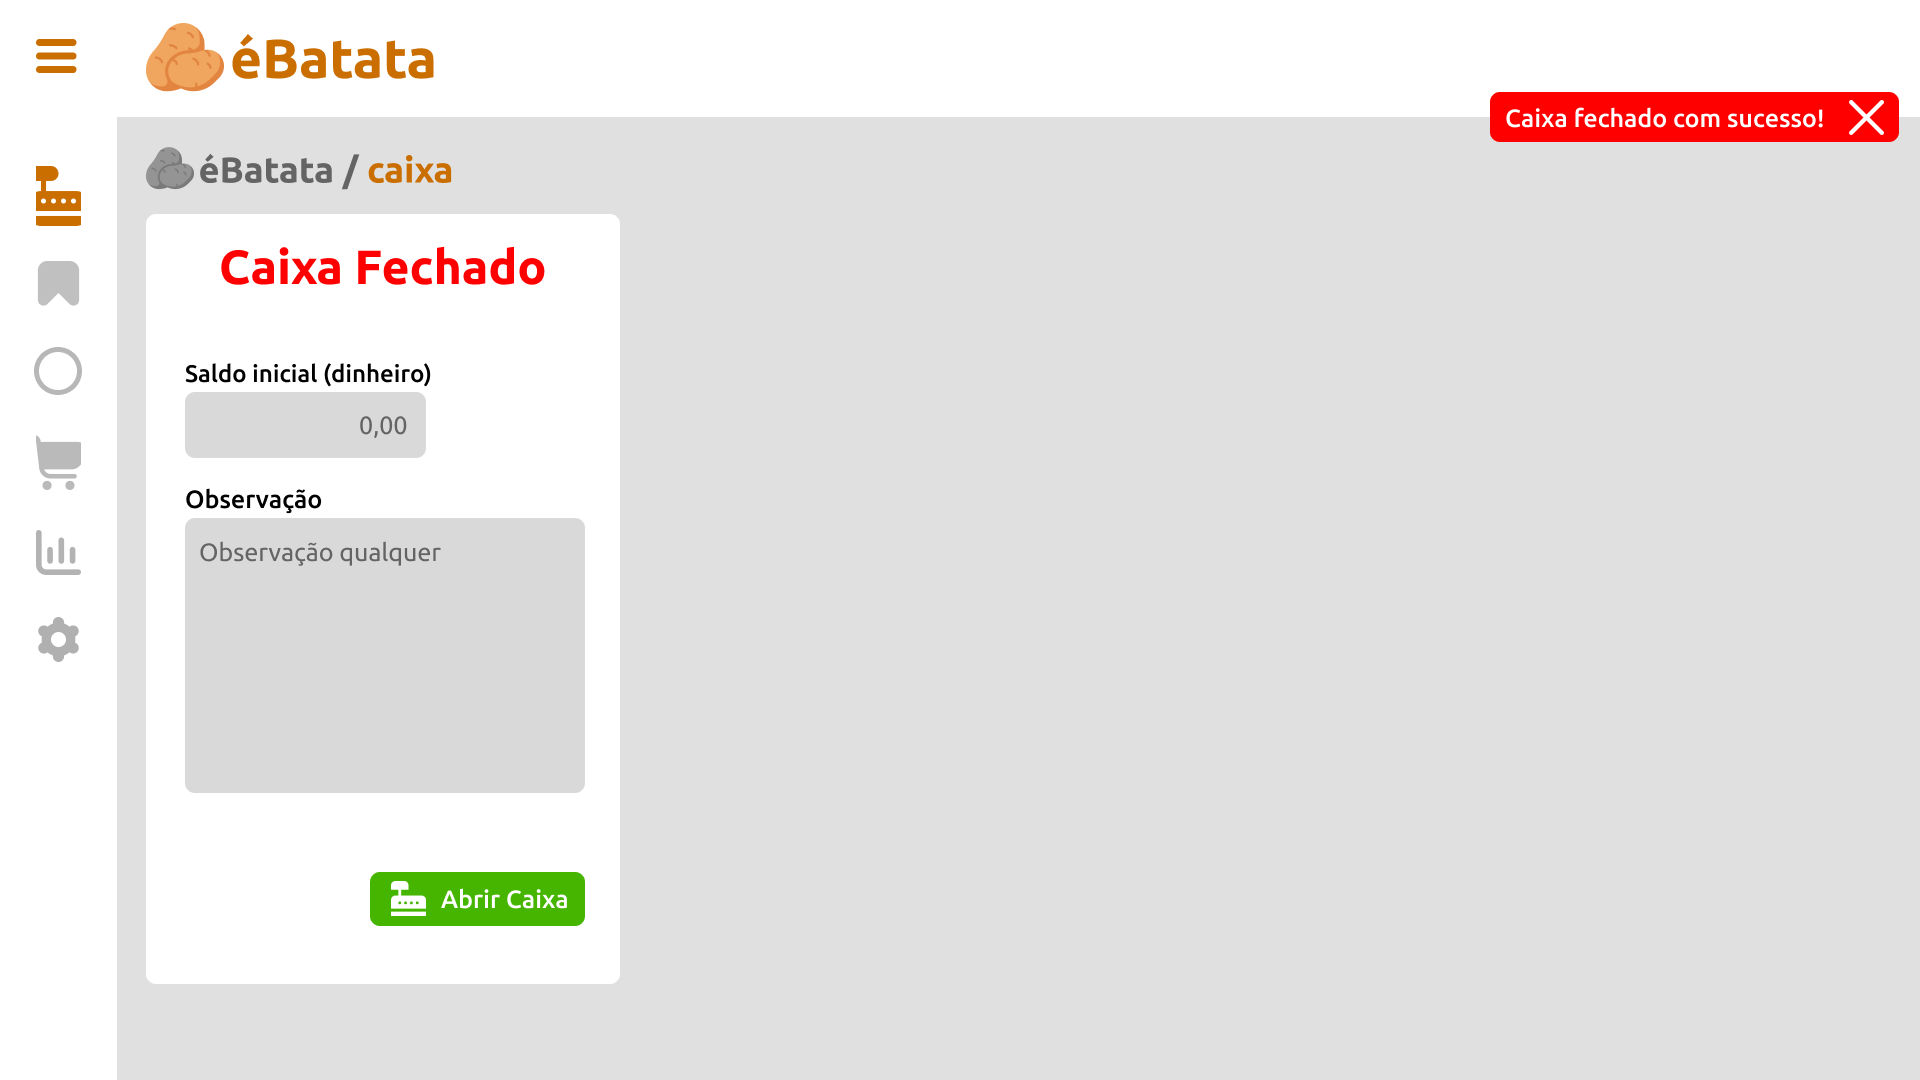 éBatata
Caixa fechado com sucesso!
éBatata / caixa
Caixa Fechado
Saldo inicial (dinheiro)
0,00
Observação
Observação qualquer
Abrir Caixa